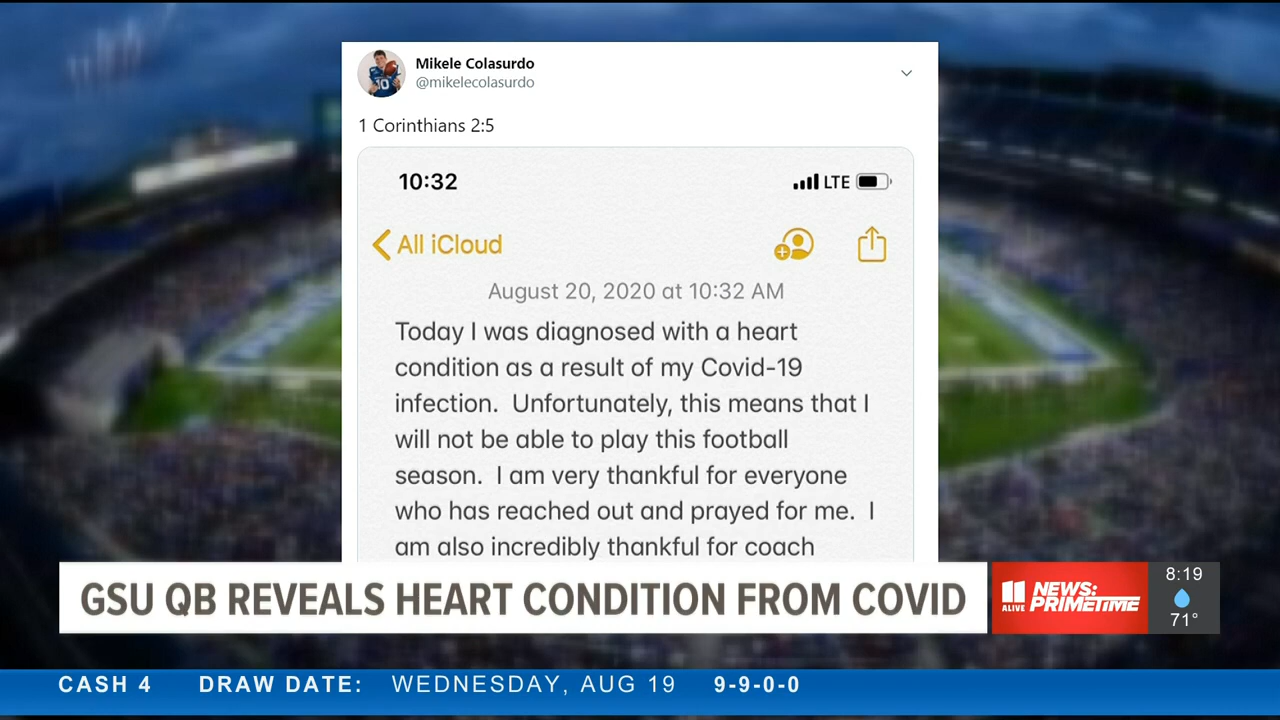 Mikele Colasurdo
@mikelecolasurdo
1 Corinthians 2:5
10:32
LTE
All iCloud
August 20, 2020 at 10:32 AM
Today I was diagnosed with a heart
condition as a result of my Covid-19
infection.  Unfortunately, this means that I
will not be able to play this football
season.  I am very thankful for everyone
who has reached out and prayed for me.  I
am also incredibly thankful for coach
GSU QB REVEALS HEART CONDITION FROM COVID
11
ALIVE
NEWS:
PRIMETIME
8:19
71°
CASH 4 DRAW DATE: WEDNESDAY, AUG 19 9-9-0-0